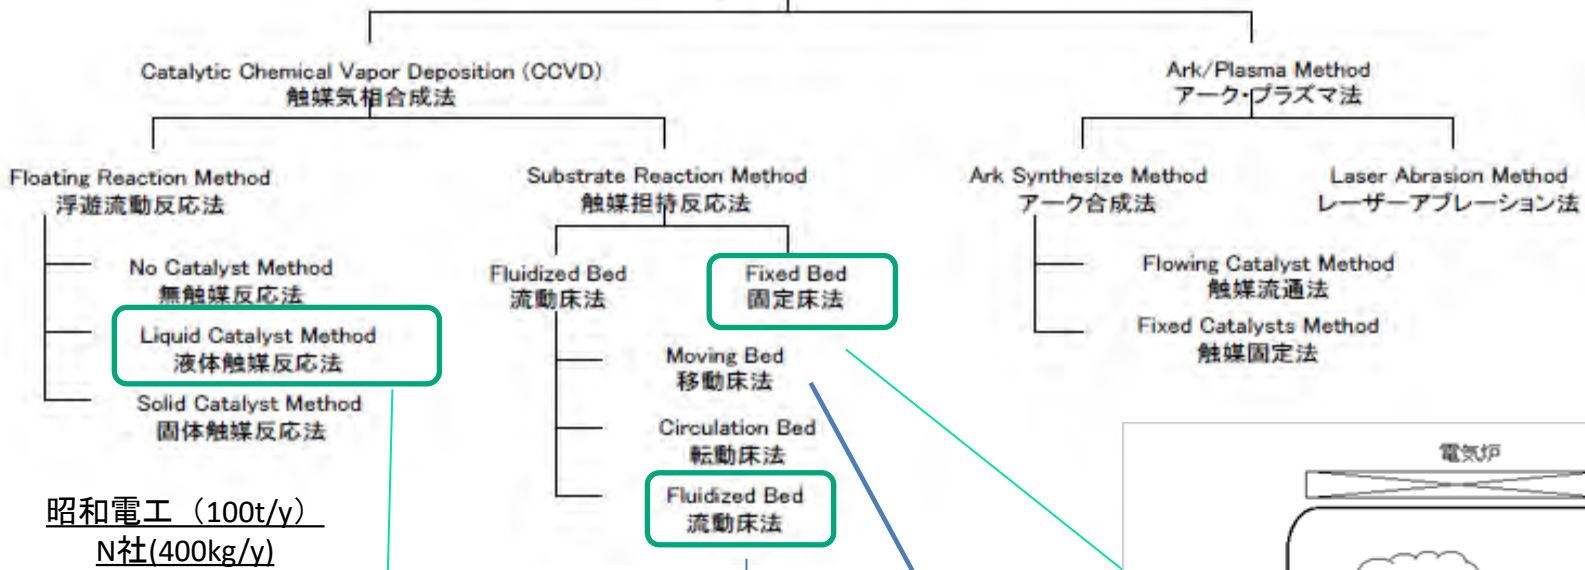 Catalytic Chemical Vapor Deposition (CCVD)
触媒気相合成法
Ark/Plasma Method
アーク・プラズマ法
Floating Reaction Method
浮遊流動反応法
Substrate Reaction Method
触媒担持反応法
Ark Synthesize Method
アーク合成法
Laser Abrasion Method
レーザーアブレーション法
No Catalyst Method
無触媒反応法
Liquid Catalyst Method
液体触媒反応法
Solid Catalyst Method
固体触媒反応法
Fluidized Bed
流動床法
Fixed Bed
固定床法
Moving Bed
移動床法
Circulation Bed
転動床法
Fluidized Bed
流動床法
Flowing Catalyst Method
触媒流通法
Fixed Catalysts Method
触媒固定法
昭和電工（100t/y）
N社(400kg/y)
電気炉